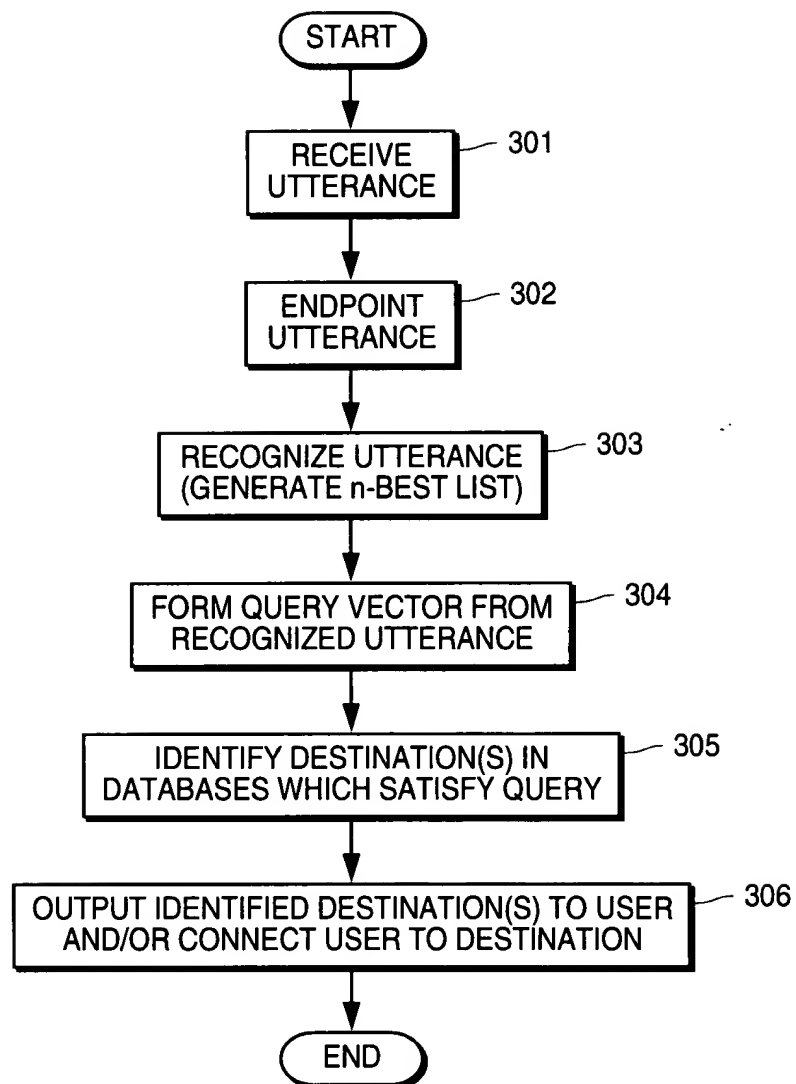 START
RECEIVE
UTTERANCE
301
ENDPOINT
UTTERANCE
302
RECOGNIZE UTTERANCE
(GENERATE n-BEST LIST)
303
FORM QUERY VECTOR FROM
RECOGNIZED UTTERANCE
304
IDENTIFY DESTINATION(S) IN
DATABASES WHICH SATISFY QUERY
305
OUTPUT IDENTIFIED DESTINATION(S) TO USER
AND/OR CONNECT USER TO DESTINATION
306
END